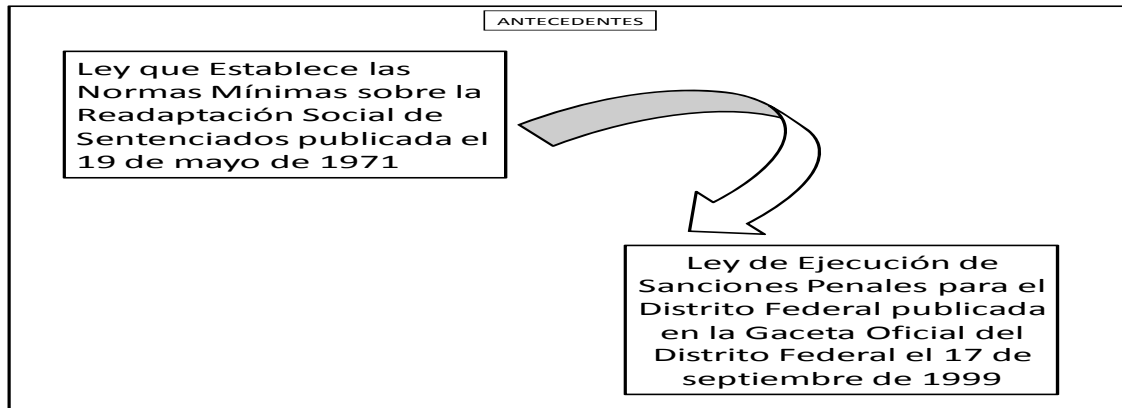 ANTECEDENTES
Ley que Establece las
Normas Mínimas sobre la
Readaptación Social de
Sentenciados publicada el
19 de mayo de 1971
Ley de Ejecución de
Sanciones Penales para el
Distrito Federal publicada
en la Gaceta Oficial del
Distrito Federal el 17 de
septiembre de 1999